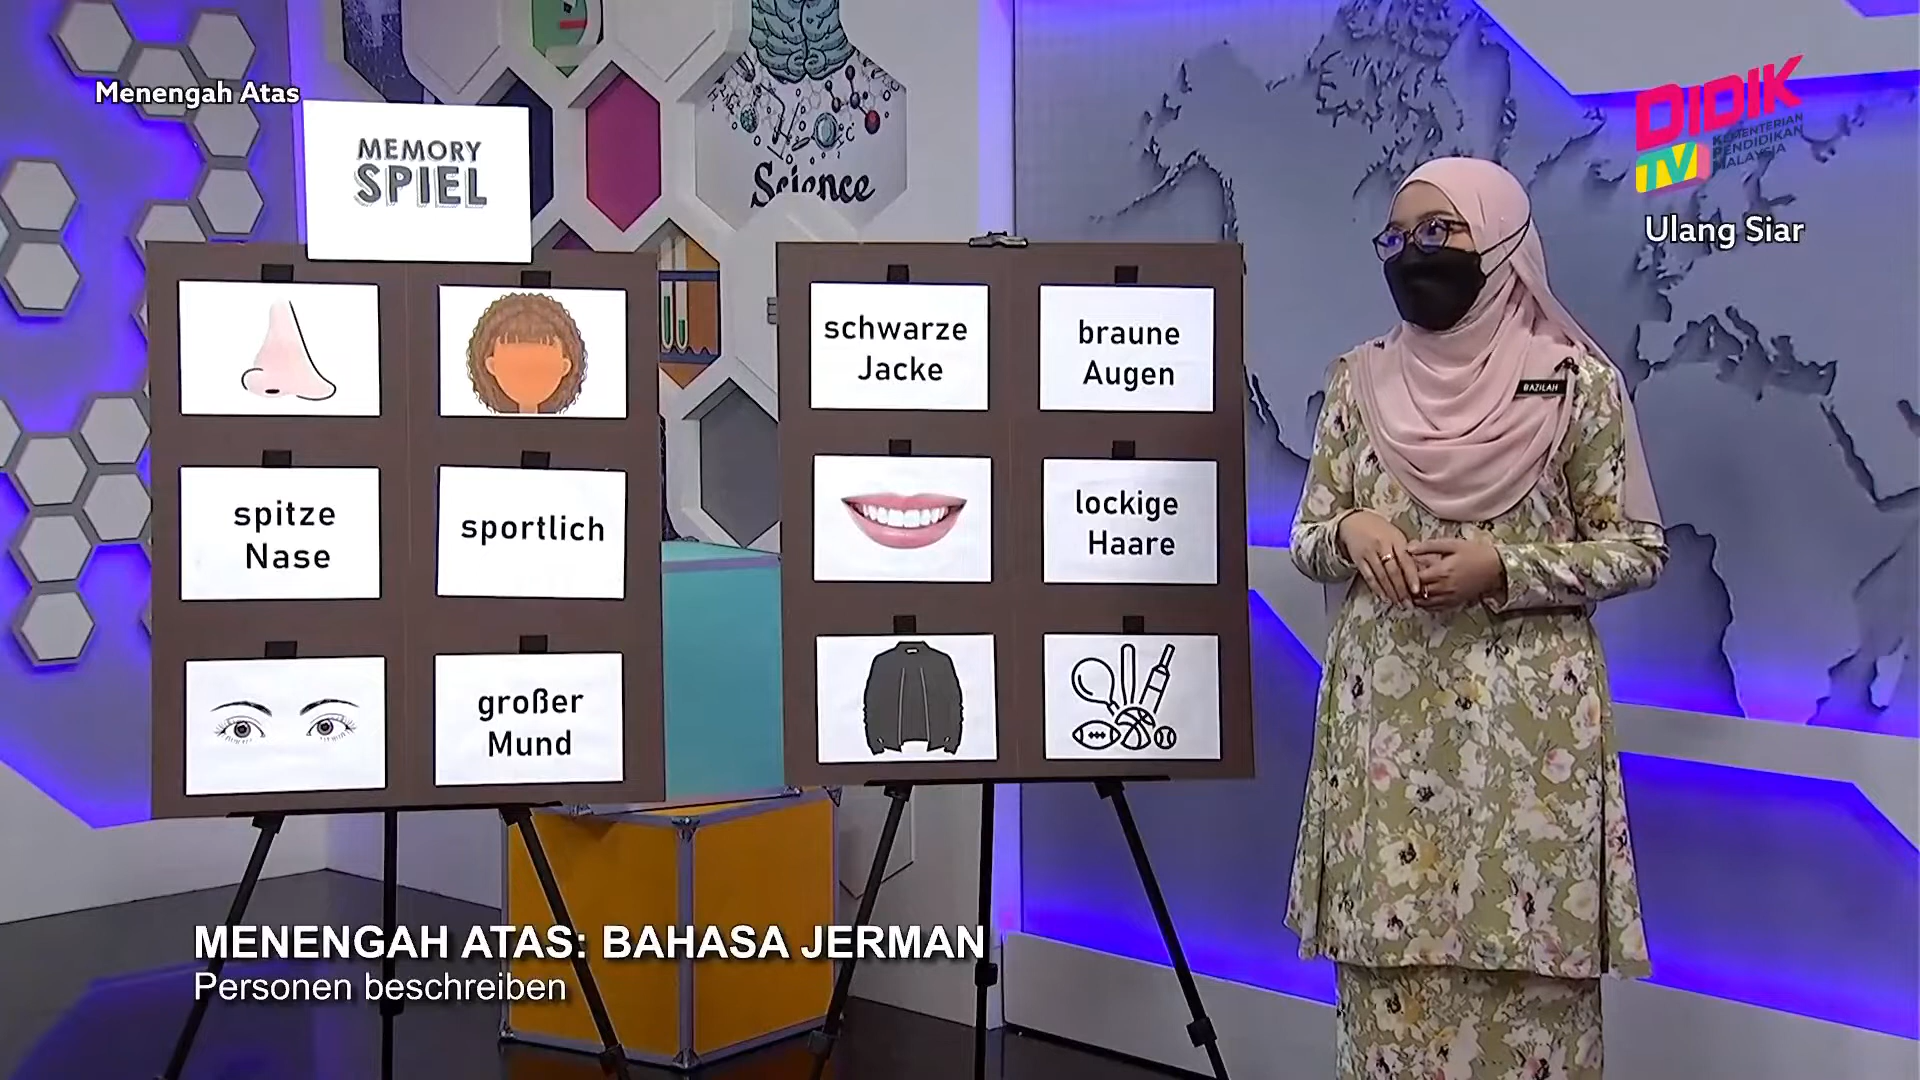 Menengah Atas
MEMORY
SPIEL
Science
DIDIK
TV
KEMENTERIAN
PENDIDIKAN
MALAYSIA
Ulang Siar
spitze
Nase
sportlich
großer
Mund
schwarze
Jacke
braune
Augen
lockige
Haare
BAZILAH
MENENGAH ATAS: BAHASA JERMAN
Personen beschreiben